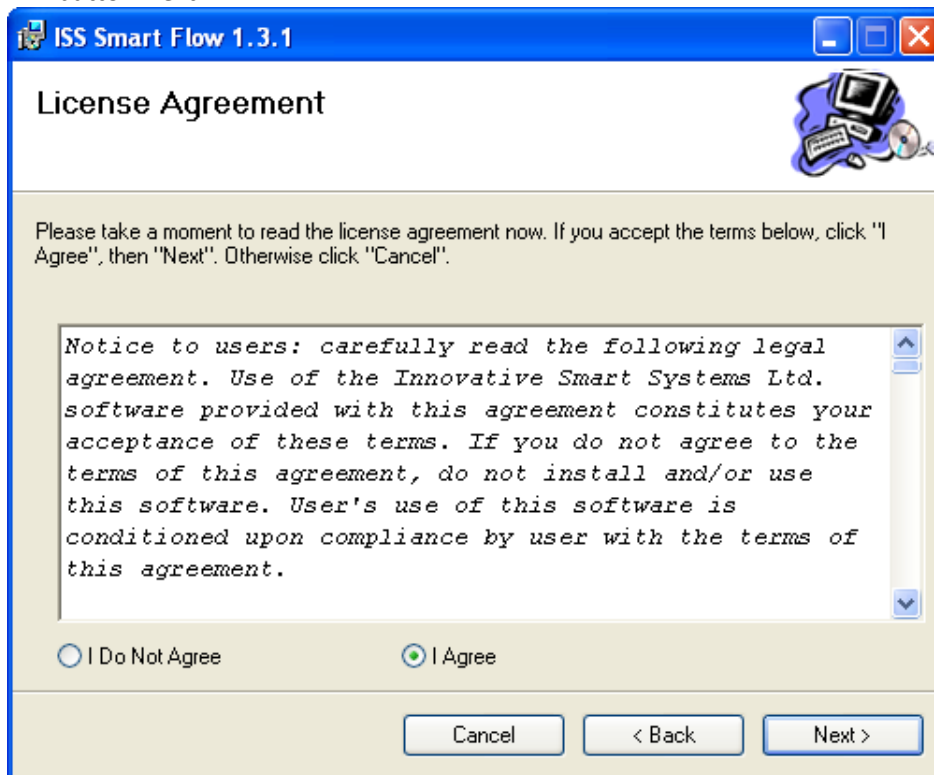 ISS Smart Flow 1.3.1
License Agreement
Please take a moment to read the license agreement now. If you accept the terms below, click "I
Agree", then "Next". Otherwise click "Cancel".
Notice to users: carefully read the following legal
agreement. Use of the Innovative Smart Systems Ltd.
software provided with this agreement constitutes your
acceptance of these terms. If you do not agree to the
terms of this agreement, do not install and/or use
this software. User's use of this software is
conditioned upon compliance by user with the terms of
this agreement.
I Do Not Agree
I Agree
Cancel
< Back
Next >